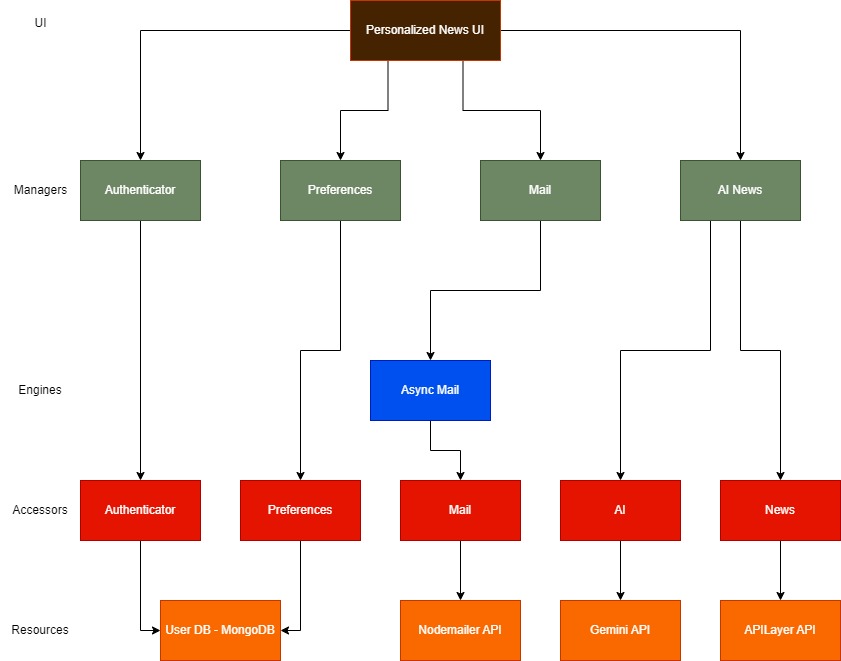 UI
Personalized News UI
Managers
Authenticator
Preferences
Mail
AI News
Engines
Async Mail
Accessors
Authenticator
Preferences
Mail
AI
News
Resources
User DB - MongoDB
Nodemailer API
Gemini API
APILayer API